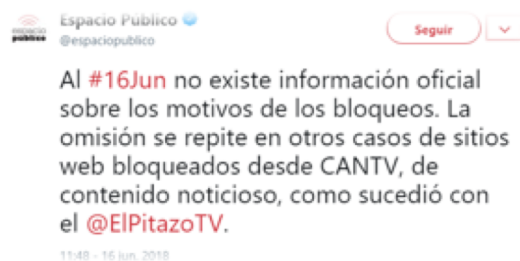 Espacio Público
espacio
público
@espaciopublico
Seguir
Al #16Jun no existe información oficial
sobre los motivos de los bloqueos. La
omisión se repite en otros casos de sitios
web bloqueados desde CANTV, de
contenido noticioso, como sucedió con
el @ElPitazoTV.
11:48 - 16 jun. 2018